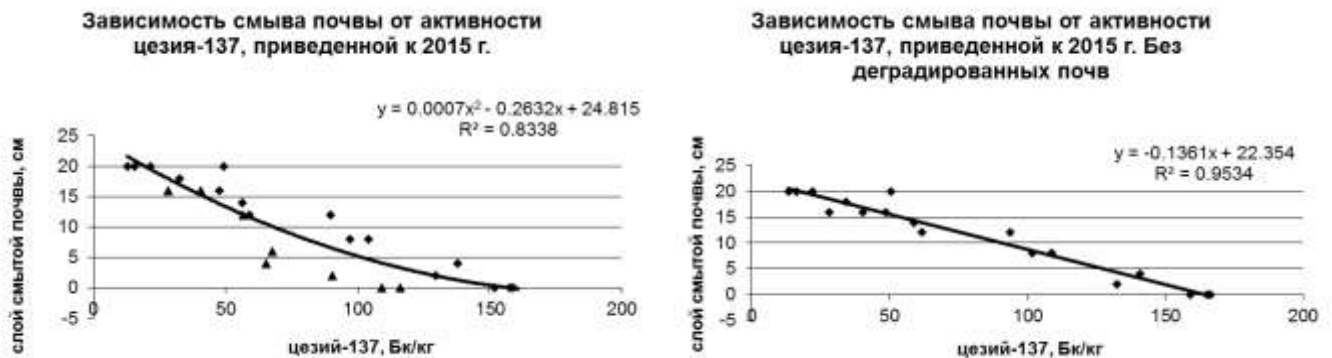 Зависимость смыва почвы от активности
цезия-137, приведенной к 2015 г.
y = 0.0007x² - 0.2632x + 24.815
R² = 0.8338
слой смытой почвы, см
25
20
15
10
5
0
-5
0
50
100
150
200
цезий-137, Бк/кг
Зависимость смыва почвы от активности
цезия-137, приведенной к 2015 г. Без
деградированных почв
y = -0.1361x + 22.354
R² = 0.9534
слой смытой почвы, см
25
20
15
10
5
0
-5
0
50
100
150
200
цезий-137, Бк/кг